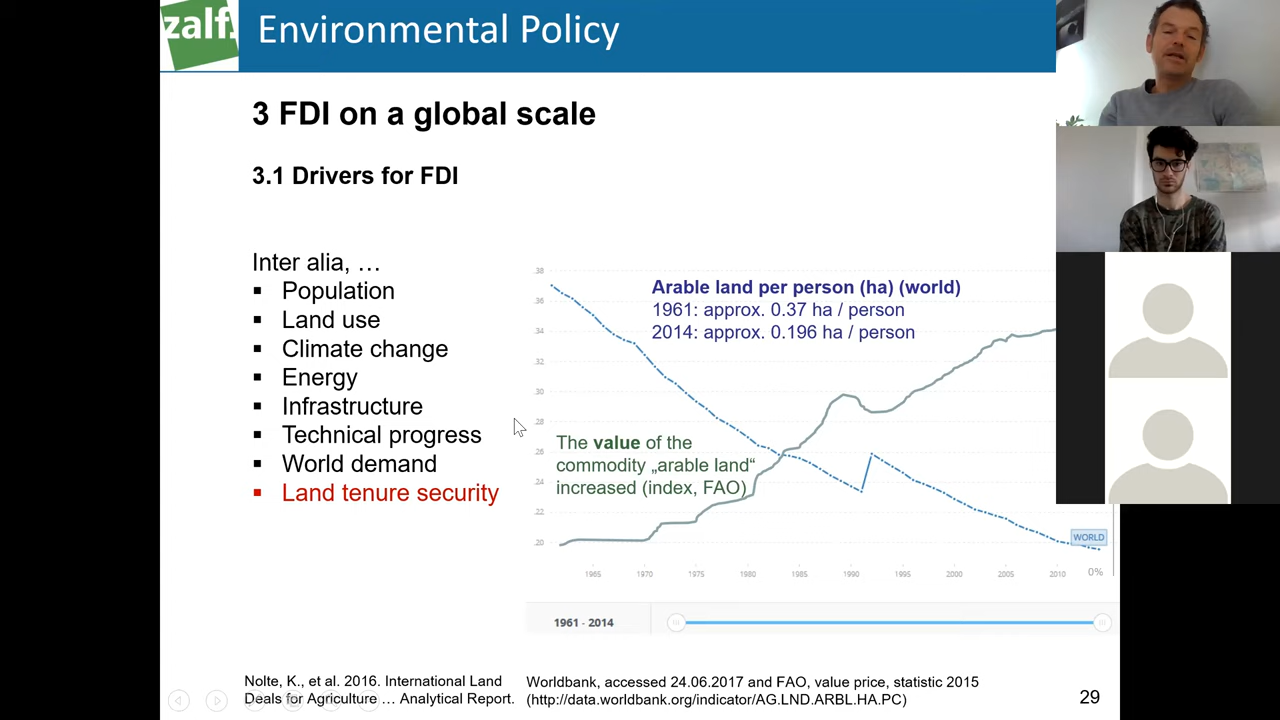 zalf.
Environmental Policy
3 FDI on a global scale
3.1 Drivers for FDI
Inter alia, …
▪ Population
▪ Land use
▪ Climate change
▪ Energy
▪ Infrastructure
▪ Technical progress
▪ World demand
▪ Land tenure security
Arable land per person (ha) (world)
1961: approx. 0.37 ha / person
2014: approx. 0.196 ha / person
The value of the
commodity „arable land“
increased (index, FAO)
.38
.36
.34
.32
.30
.28
.26
.24
.22
.20
WORLD
1965 1970 1975 1980 1985 1990 1995 2000 2005 2010 0%
1961 - 2014
Nolte, K., et al. 2016. International Land
Deals for Agriculture … Analytical Report.
Worldbank, accessed 24.06.2017 and FAO, value price, statistic 2015
(http://data.worldbank.org/indicator/AG.LND.ARBL.HA.PC)
29